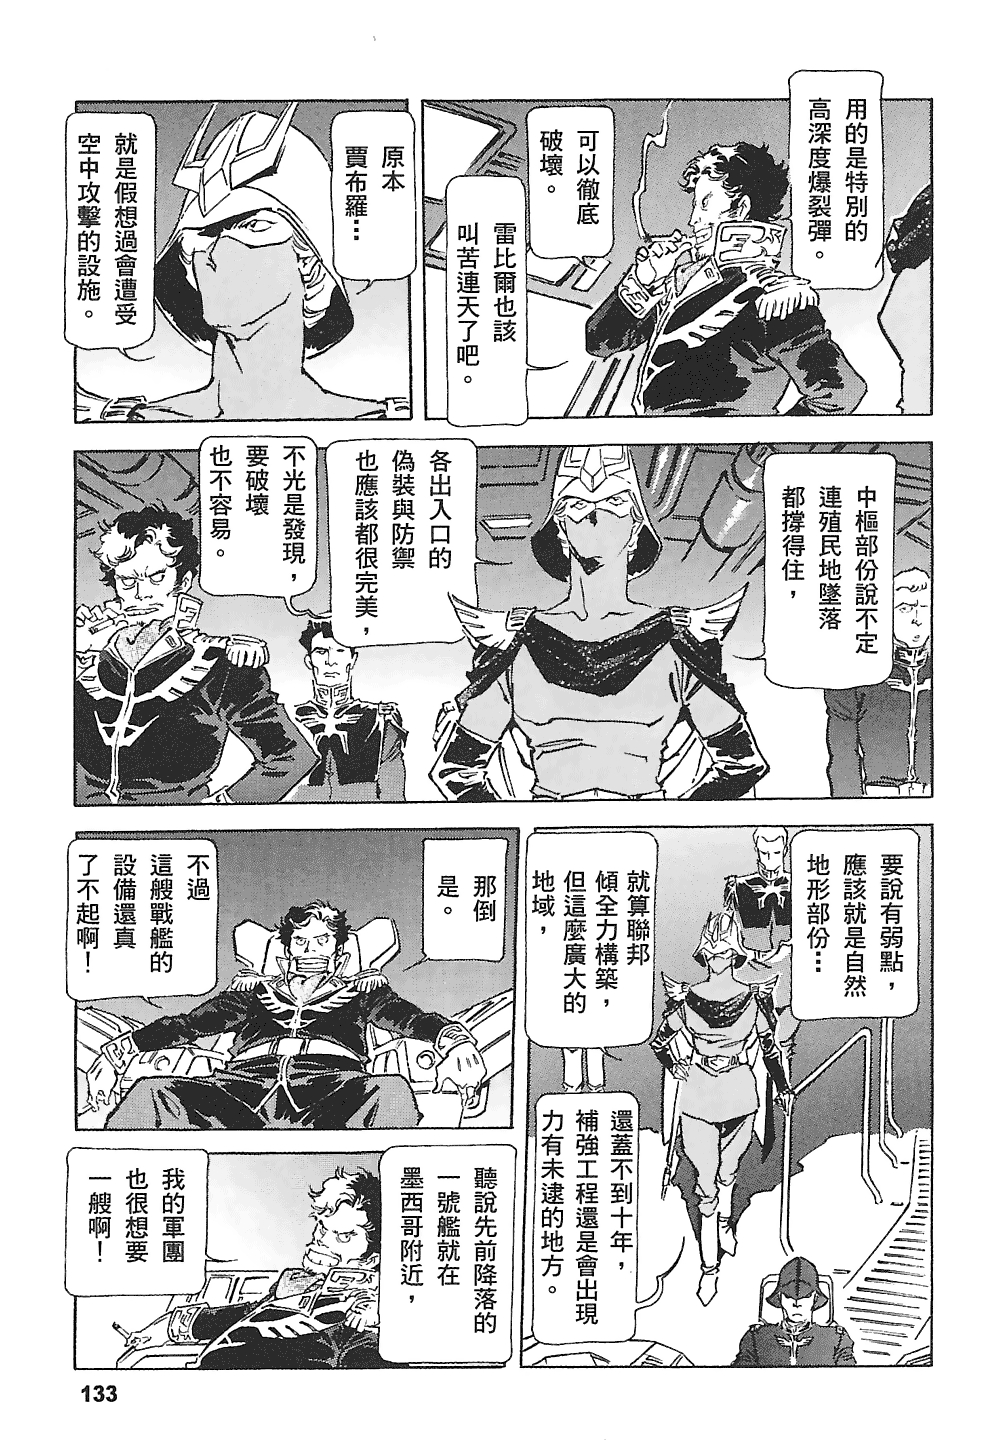 用的是特別的
高深度爆裂彈。
可以徹底
破壞。
雷比爾也該
叫苦連天了吧。
原本
賈布羅…
就是假想過會遭受
空中攻擊的設施。
中樞部份說不定
連殖民地墜落
都撐得住，
各出入口的
偽裝與防禦
也應該都很完美，
不光是發現，
要破壞
也不容易。
要說有弱點，
應該就是自然
地形部份…
就算聯邦
傾全力構築，
但這麼廣大的
地域，
還蓋不到十年，
補強工程還是會出現
力有未逮的地方。
那倒
是。
不過
這艘戰艦的
設備還真
了不起啊！
聽說先前降落的
一號艦就在
墨西哥附近，
我的軍團
也很想要
一艘啊！
133